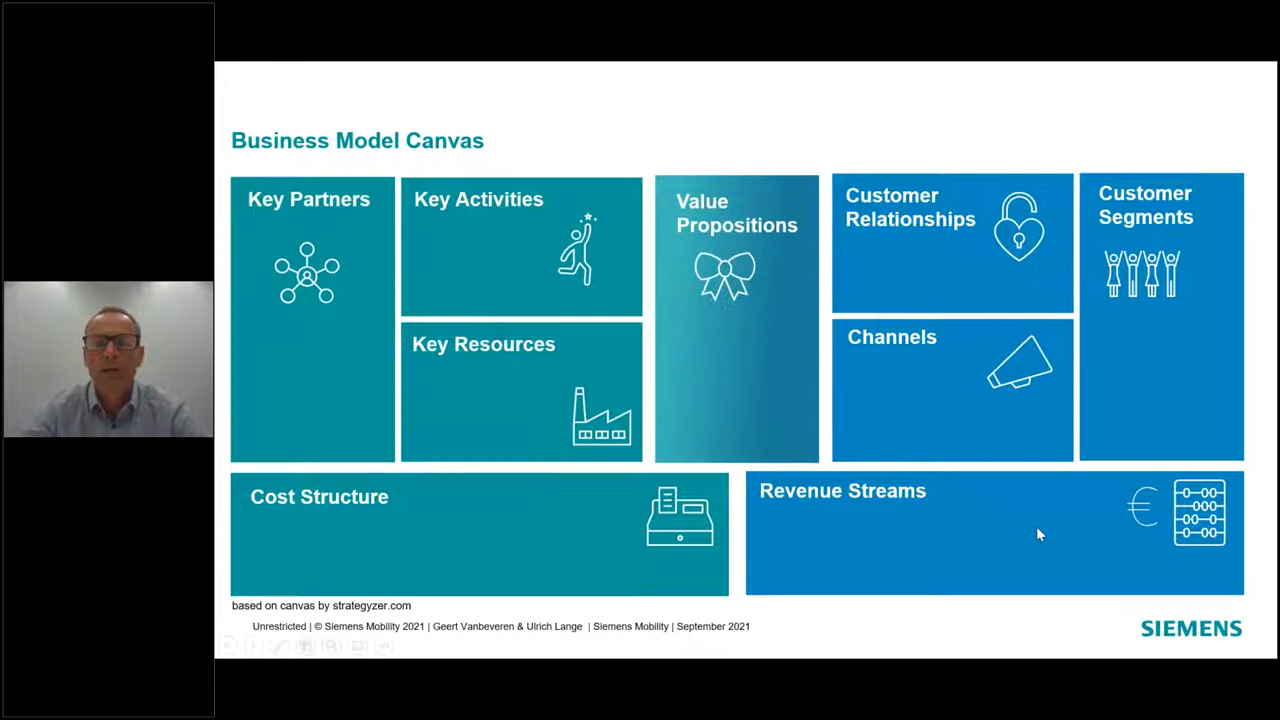 Business Model Canvas
Key Partners
Key Activities
Key Resources
Value
Propositions
Customer
Relationships
Channels
Customer
Segments
Cost Structure
Revenue Streams
€
based on canvas by strategyzer.com
Unrestricted | © Siemens Mobility 2021 | Geert Vanbeveren & Ulrich Lange | Siemens Mobility | September 2021
SIEMENS